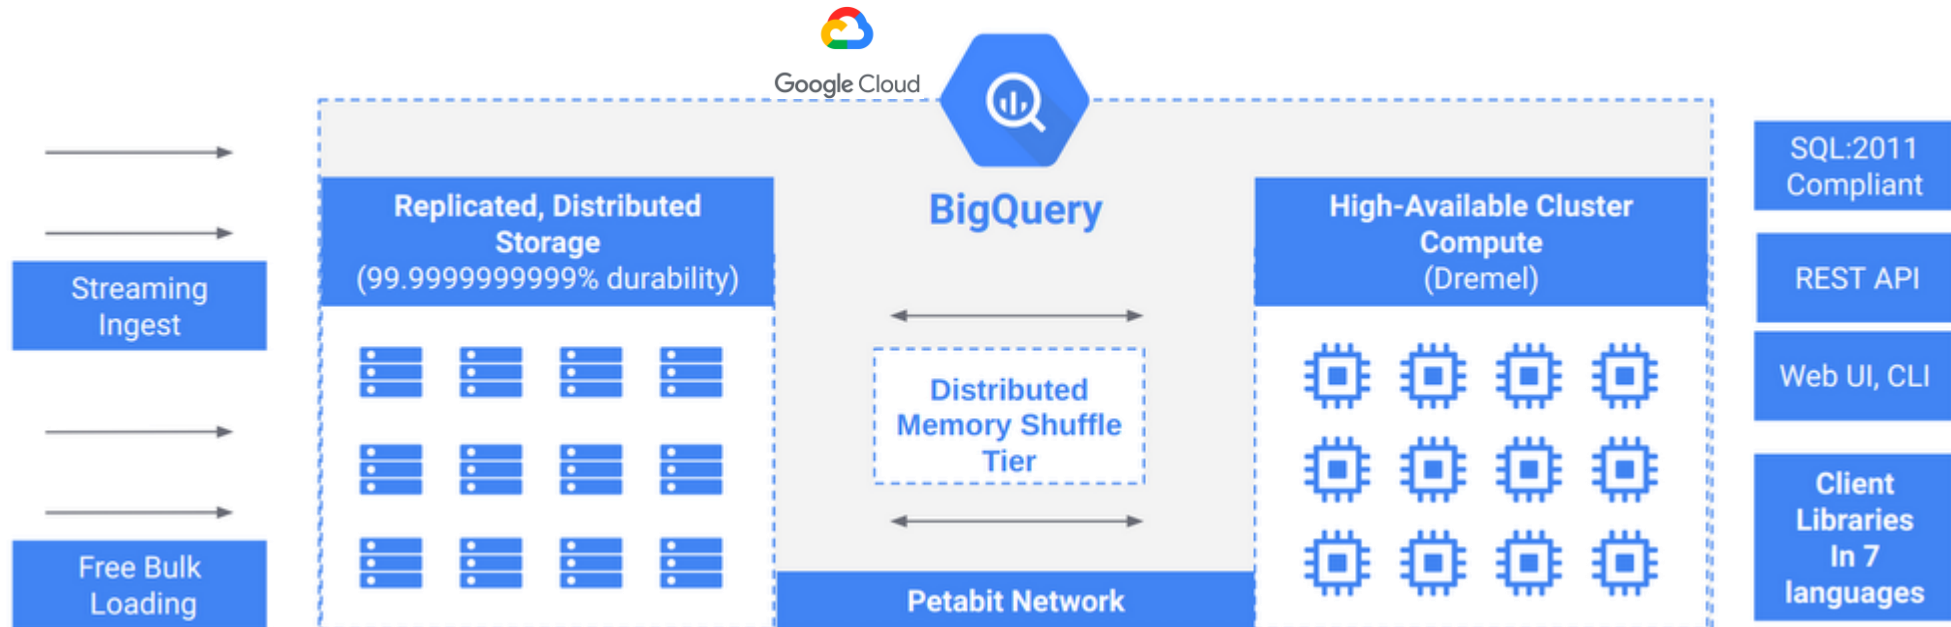 Google Cloud
Streaming
Ingest
Free Bulk
Loading
Replicated, Distributed
Storage
(99.9999999999% durability)
BigQuery
Distributed
Memory Shuffle
Tier
Petabit Network
High-Available Cluster
Compute
(Dremel)
SQL:2011
Compliant
REST API
Web UI, CLI
Client
Libraries
In 7
languages